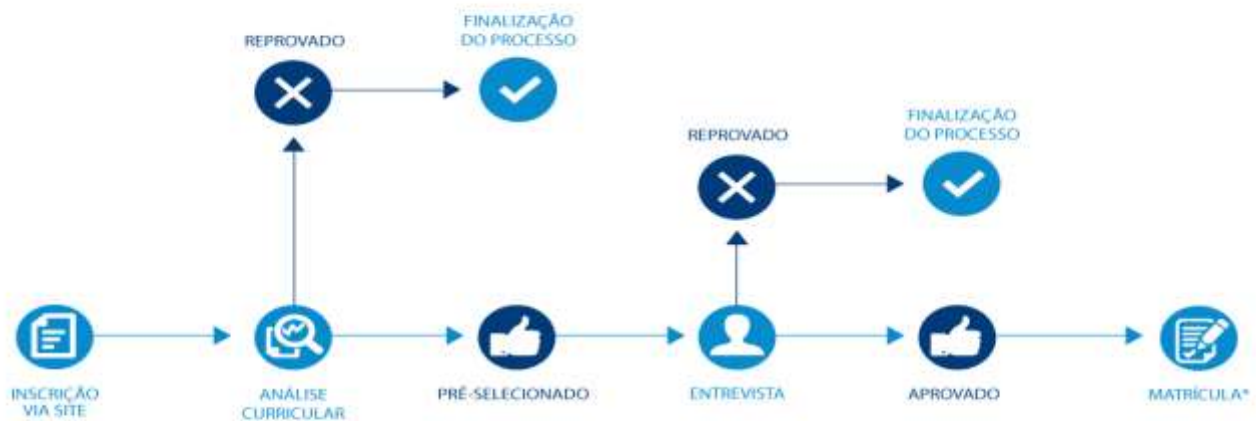 REPROVADO
FINALIZAÇÃO
DO PROCESSO
REPROVADO
FINALIZAÇÃO
DO PROCESSO
INSCRIÇÃO
VIA SITE
ANÁLISE
CURRICULAR
PRÉ-SELECIONADO
ENTREVISTA
APROVADO
MATRÍCULA*